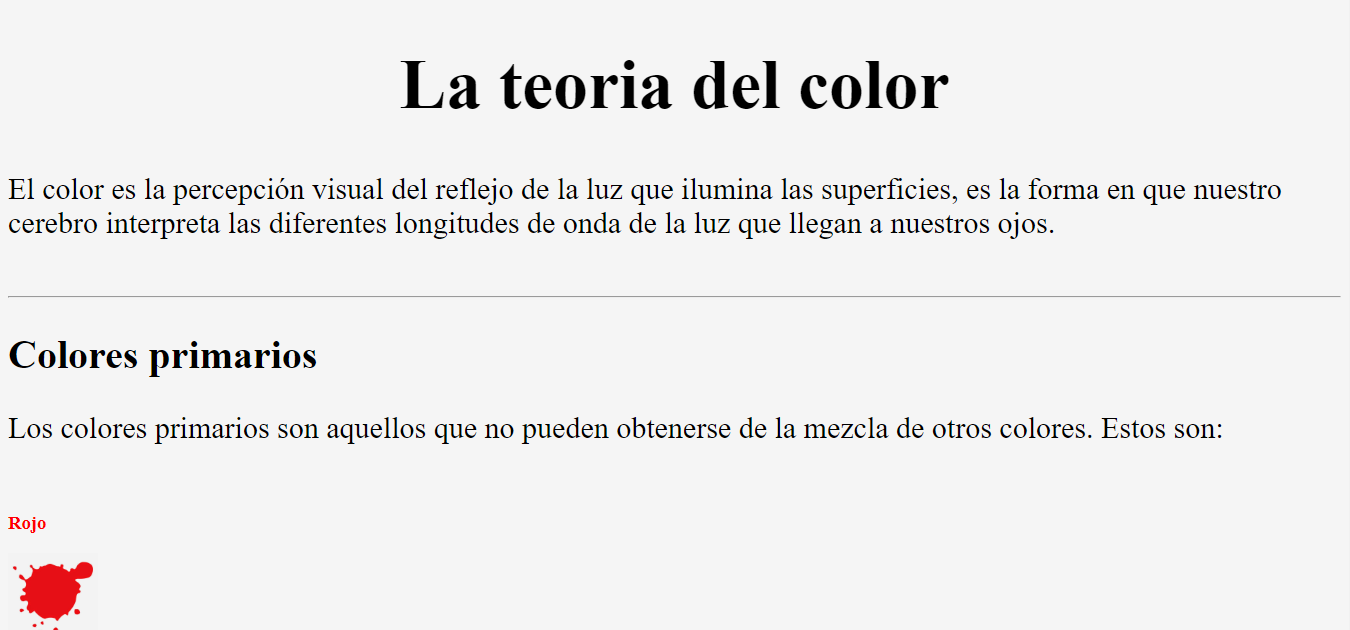 La teoria del color
El color es la percepción visual del reflejo de la luz que ilumina las superficies, es la forma en que nuestro
cerebro interpreta las diferentes longitudes de onda de la luz que llegan a nuestros ojos.
Colores primarios
Los colores primarios son aquellos que no pueden obtenerse de la mezcla de otros colores. Estos son:
Rojo